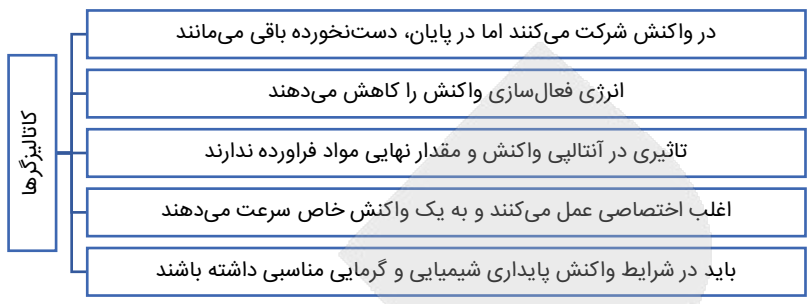 کاتالیزگرها
در واکنش شرکت می‌کنند اما در پایان، دست‌نخورده باقی می‌مانند
انرژی فعال‌سازی واکنش را کاهش می‌دهند
تاثیری در آنتالپی واکنش و مقدار نهایی مواد فراورده ندارند
اغلب اختصاصی عمل می‌کنند و به یک واکنش خاص سرعت می‌دهند
باید در شرایط واکنش پایداری شیمیایی و گرمایی مناسبی داشته باشند